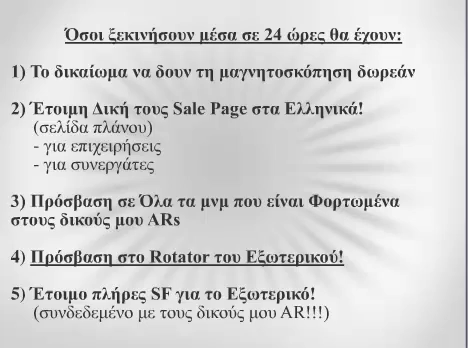 Όσοι ξεκινήσουν μέσα σε 24 ώρες θα έχουν:
1) Το δικαίωμα να δουν τη μαγνητοσκόπηση δωρεάν
2) Έτοιμη Δική τους Sale Page στα Ελληνικά!
(σελίδα πλάνου)
- για επιχειρήσεις
- για συνεργάτες
3) Πρόσβαση σε Όλα τα μνμ που είναι Φορτωμένα
στους δικούς μου ARs
4) Πρόσβαση στο Rotator του Εξωτερικού!
5) Έτοιμο πλήρες SF για το Εξωτερικό!
(συνδεδεμένο με τους δικούς μου AR!!!)